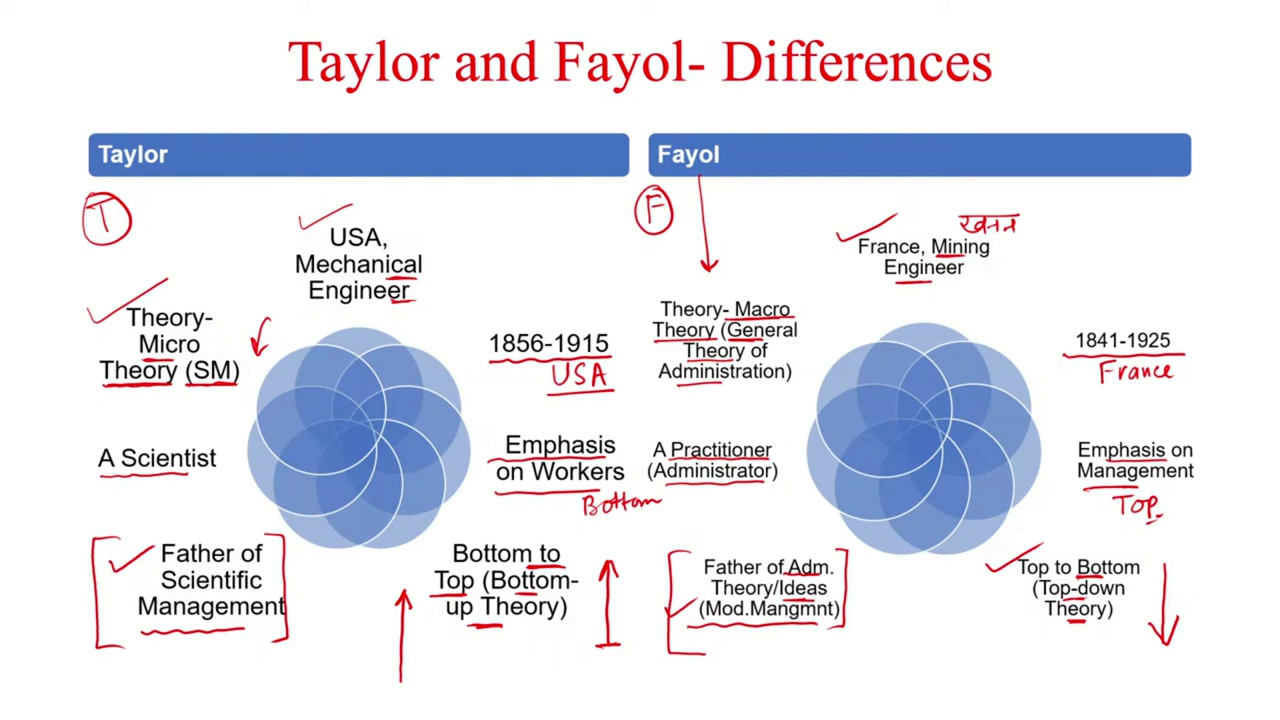 Taylor and Fayol- Differences
Taylor
T
USA,
Mechanical
Engineer
Theory-
Micro
Theory (SM)
1856-1915
USA
A Scientist
Emphasis
on Workers
Bottom
Father of
Scientific
Management
Bottom to
Top (Bottom-
up Theory)
Fayol
F
खनन
France, Mining
Engineer
Theory- Macro
Theory (General
Theory of
Administration)
1841-1925
France
A Practitioner
(Administrator)
Emphasis on
Management
Top
Father of Adm.
Theory/Ideas
(Mod.Mangmnt)
Top to Bottom
(Top-down
Theory)